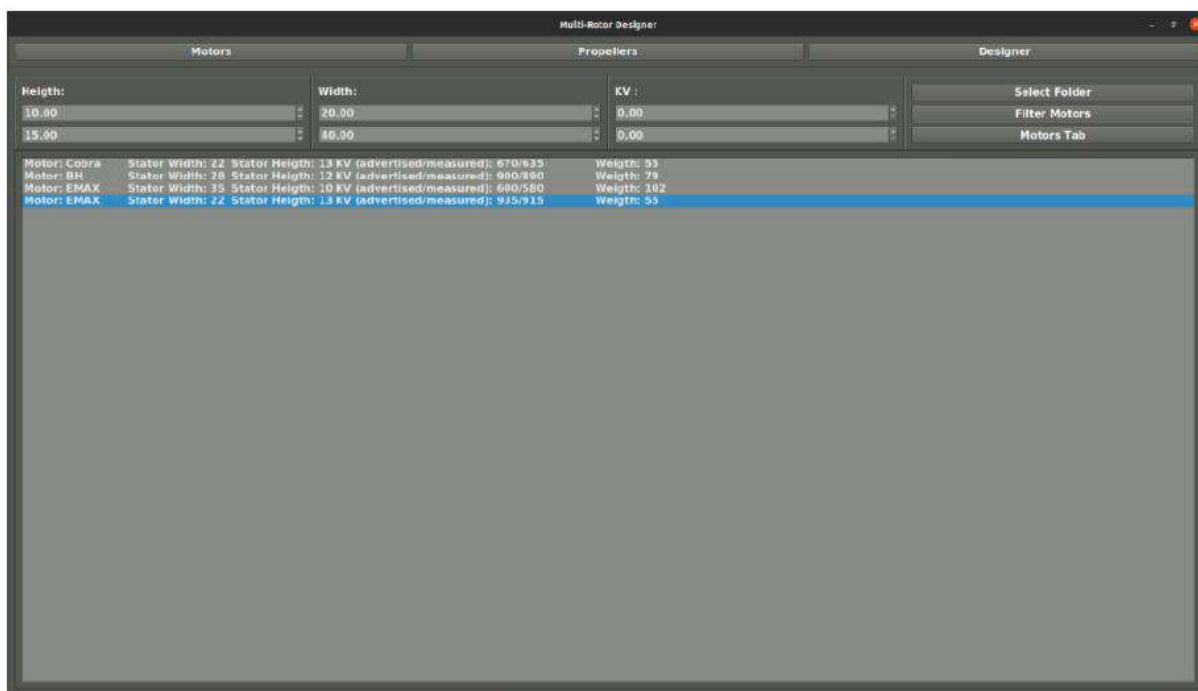 Multi-Rotor Designer
Motors Propellers Designer
Heigth: Width: KV : Select Folder
10.00 20.00 0.00 Filter Motors
15.00 40.00 0.00 Motors Tab
Motor: Cobra Stator Width: 22 Stator Heigth: 13 KV (advertised/measured): 670/635 Weigth: 55
Motor: BH Stator Width: 28 Stator Heigth: 12 KV (advertised/measured): 900/890 Weigth: 79
Motor: EMAX Stator Width: 35 Stator Heigth: 10 KV (advertised/measured): 600/580 Weigth: 102
Motor: EMAX Stator Width: 22 Stator Heigth: 13 KV (advertised/measured): 935/915 Weigth: 55